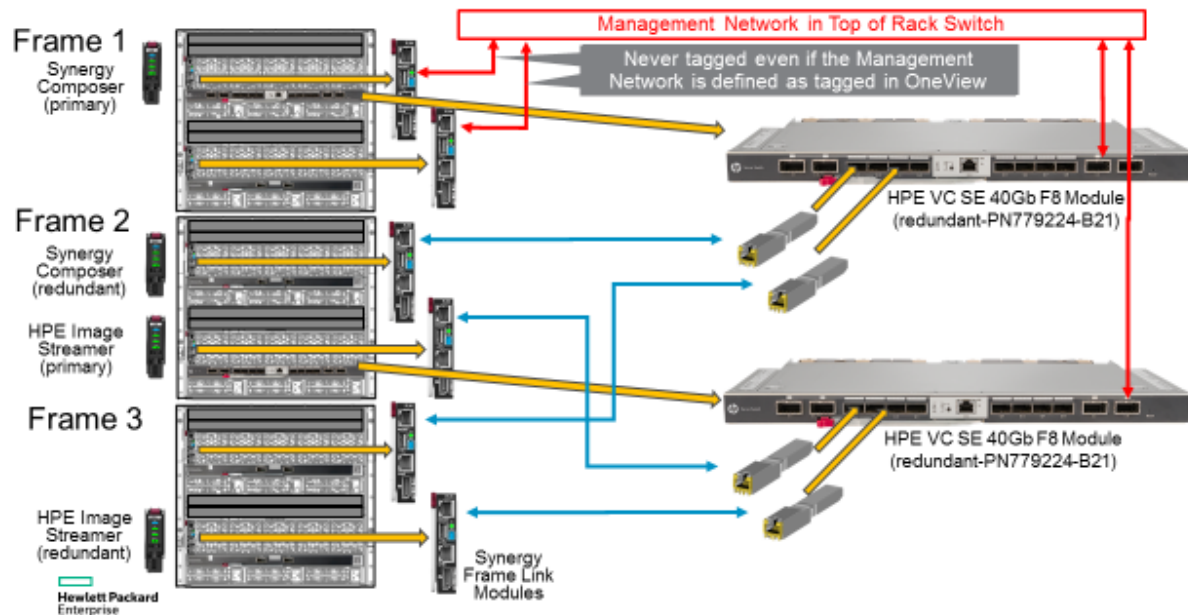 Management Network in Top of Rack Switch
Frame 1
Synergy
Composer
(primary)
Never tagged even if the Management
Network is defined as tagged in OneView
HPE VC SE 40Gb F8 Module
(redundant-PN779224-B21)
Frame 2
Synergy
Composer
(redundant)
HPE Image
Streamer
(primary)
Frame 3
HPE VC SE 40Gb F8 Module
(redundant-PN779224-B21)
HPE Image
Streamer
(redundant)
Synergy
Frame Link
Modules
Hewlett Packard
Enterprise